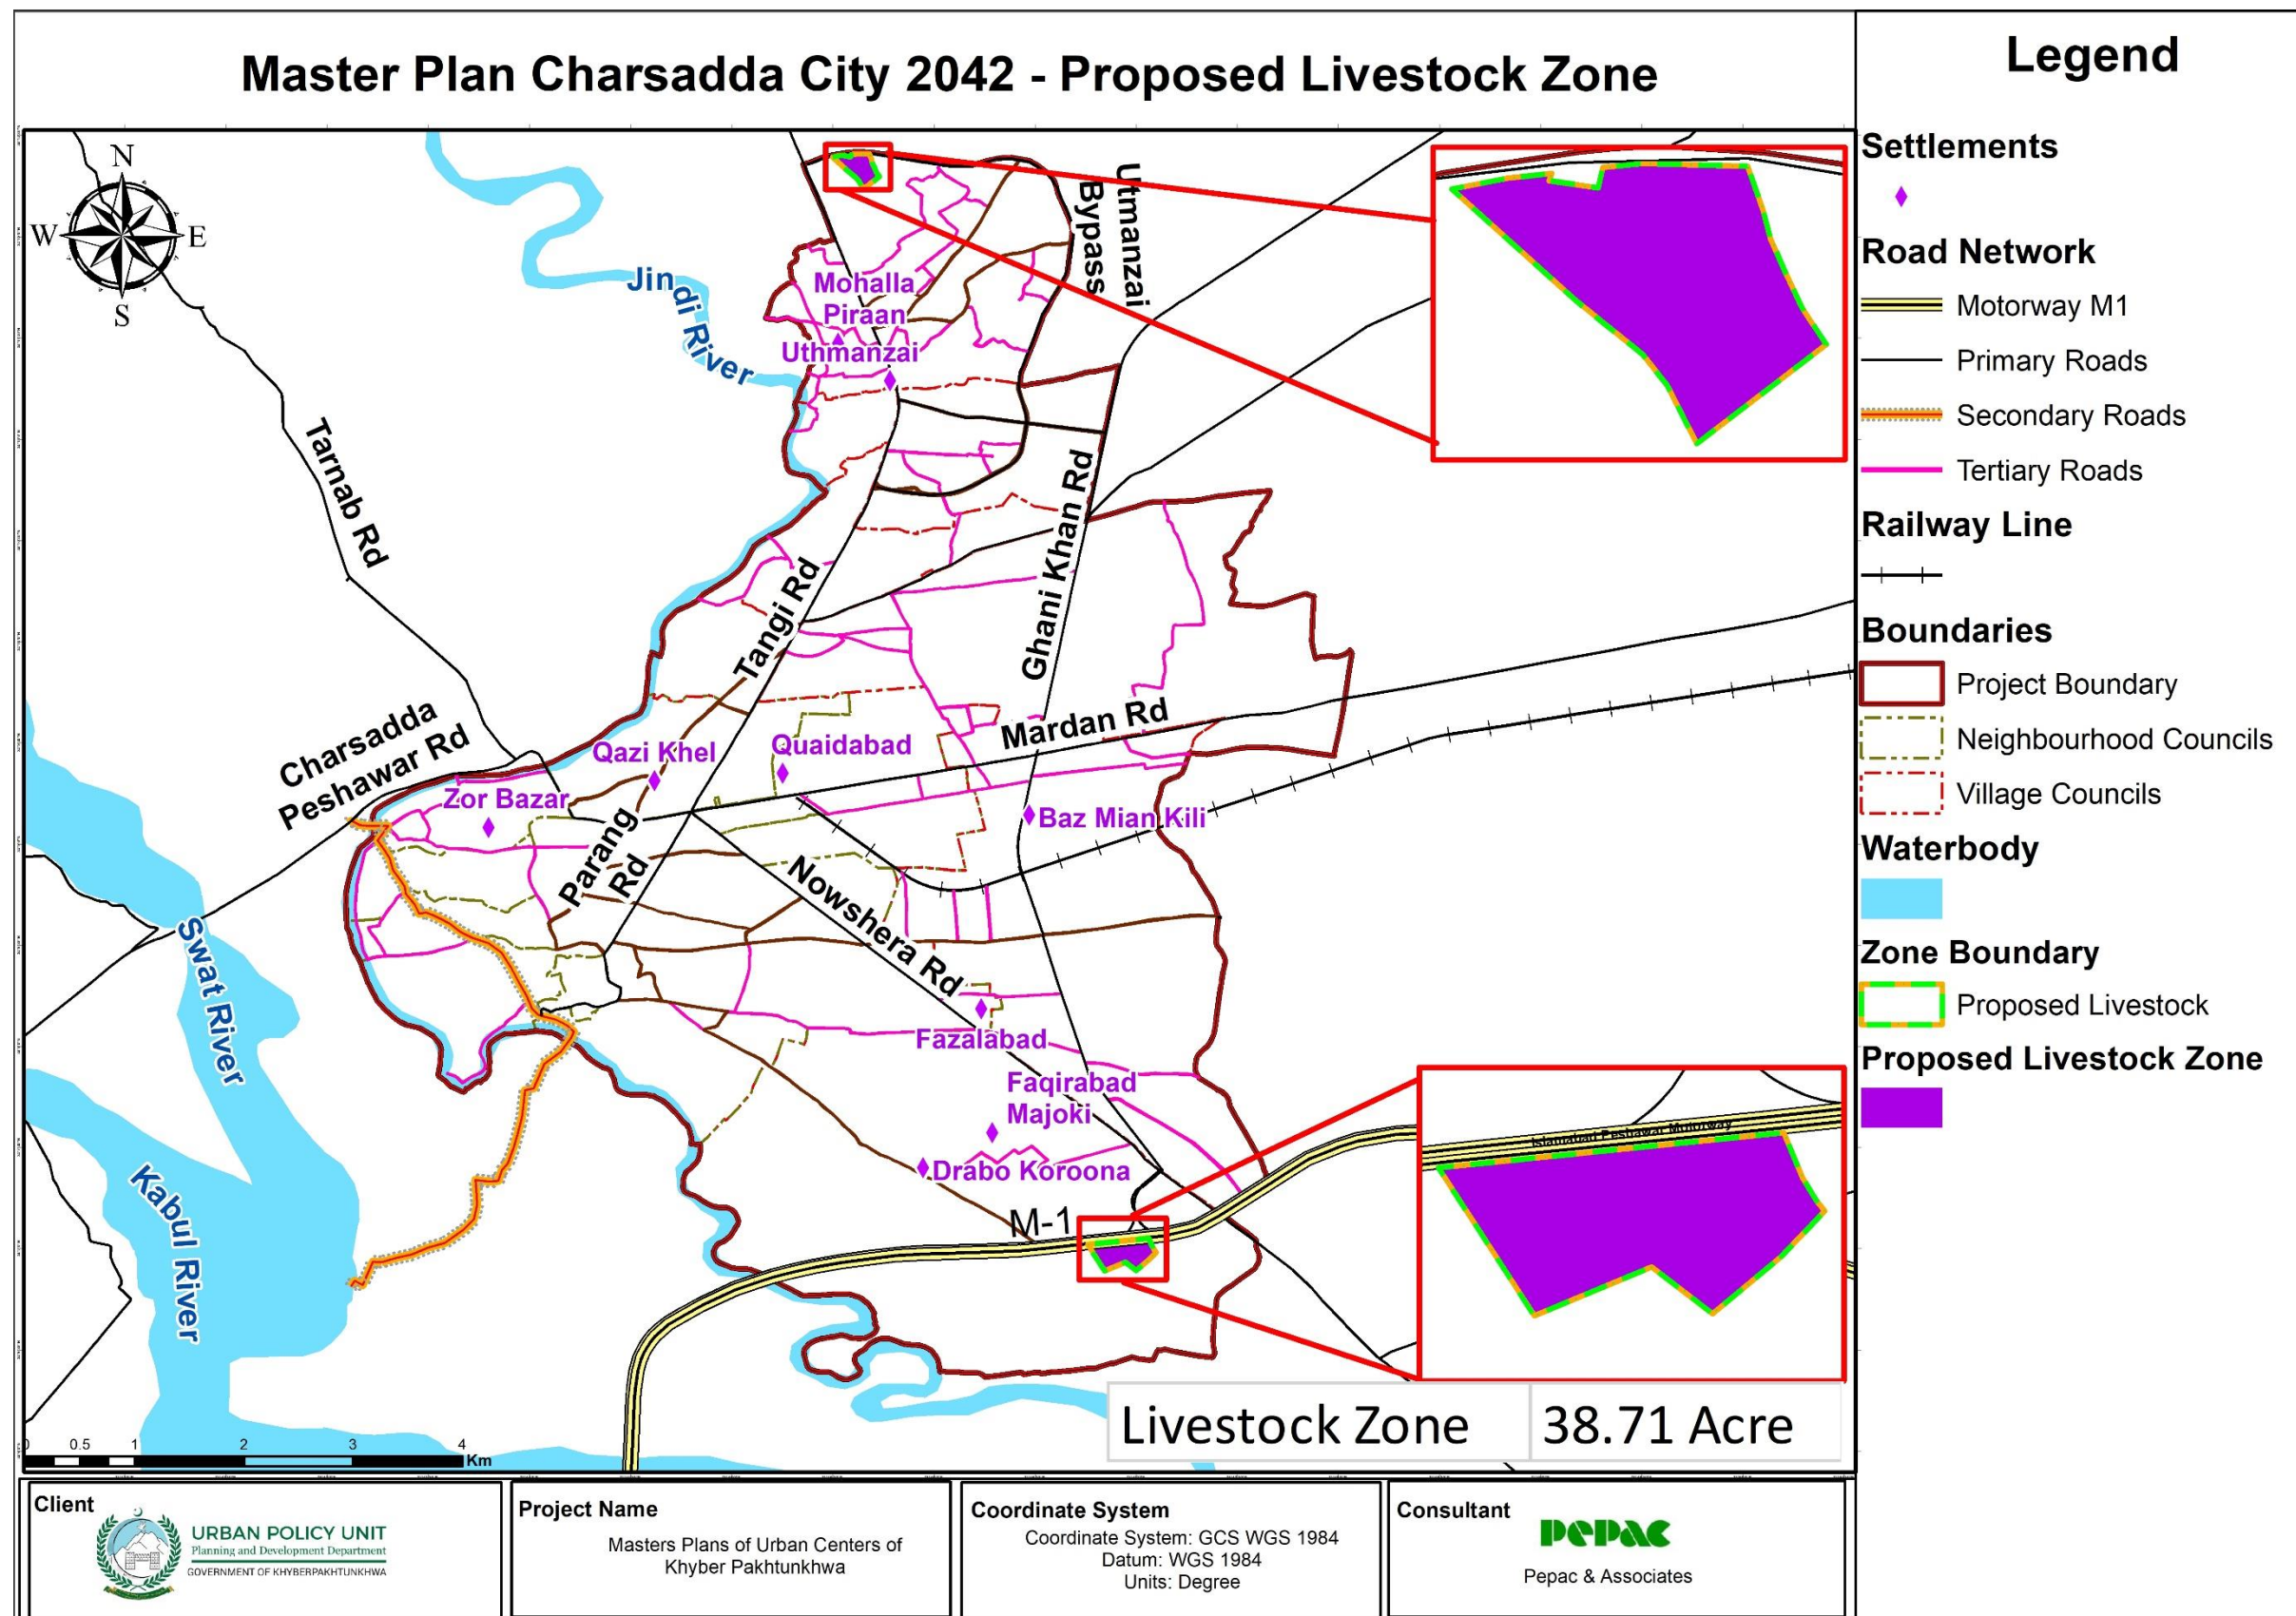 Master Plan Charsadda City 2042 - Proposed Livestock Zone
N
W
E
S
Jindi River
Utmanzai
Bypass
Mohalla
Piraan
Uthmanzai
Tarnab Rd
Ghani Khan Rd
Tangi Rd
Charsadda
Peshawar Rd
Mardan Rd
Qazi Khel
Quaidabad
Zor Bazar
Baz Mian Kili
Parang
Rd
Nowshera Rd
Swat River
Fazalabad
Faqirabad
Majoki
Drabo Koroona
Kabul River
M-1
Islamabad Peshawar Motorway
Livestock Zone
38.71 Acre
0 0.5 1 2 3 4
Km
Legend
Settlements
Road Network
Motorway M1
Primary Roads
Secondary Roads
Tertiary Roads
Railway Line
Boundaries
Project Boundary
Neighbourhood Councils
Village Councils
Waterbody
Zone Boundary
Proposed Livestock
Proposed Livestock Zone
Client
URBAN POLICY UNIT
Planning and Development Department
GOVERNMENT OF KHYBERPAKHTUNKHWA
Project Name
Masters Plans of Urban Centers of
Khyber Pakhtunkhwa
Coordinate System
Coordinate System: GCS WGS 1984
Datum: WGS 1984
Units: Degree
Consultant
PEPAC
Pepac & Associates